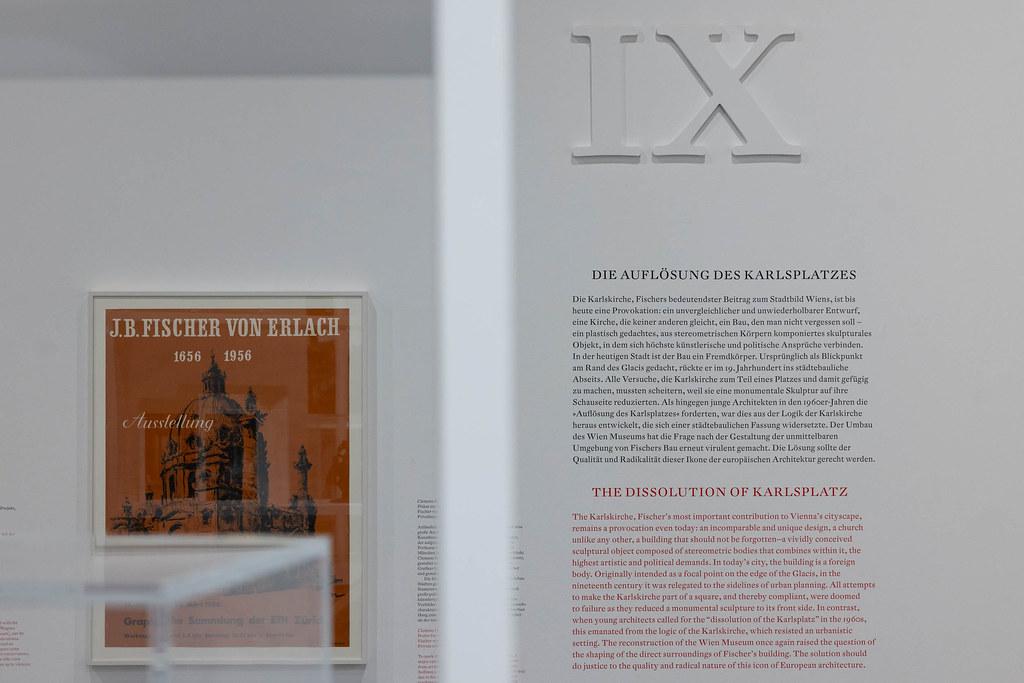 J.B. FISCHER VON ERLACH
1656 1956
Ausstellung
Graphische Sammlung der ETH Zürich
IX
DIE AUFLÖSUNG DES KARLSPLATZES
Die Karlskirche, Fischers bedeutendster Beitrag zum Stadtbild Wiens, ist bis
heute eine Provokation: ein unvergleichlicher und unwiederholbarer Entwurf,
eine Kirche, die keiner anderen gleicht, ein Bau, den man nicht vergessen soll –
ein plastisch gedachtes, aus stereometrischen Körpern komponiertes skulpturales
Objekt, in dem sich höchste künstlerische und politische Ansprüche verbinden.
In der heutigen Stadt ist der Bau ein Fremdkörper. Ursprünglich als Blickpunkt
am Rand des Glacis gedacht, rückte er im 19. Jahrhundert ins städtebauliche
Abseits. Alle Versuche, die Karlskirche zum Teil eines Platzes und damit gefügig
zu machen, mussten scheitern, weil sie eine monumentale Skulptur auf ihre
Schauseite reduzierten. Als hingegen junge Architekten in den 1960er-Jahren die
»Auflösung des Karlsplatzes« forderten, war dies aus der Logik der Karlskirche
heraus entwickelt, die sich einer städtebaulichen Fassung widersetzte. Der Umbau
des Wien Museums hat die Frage nach der Gestaltung der unmittelbaren
Umgebung von Fischers Bau erneut virulent gemacht. Die Lösung sollte der
Qualität und Radikalität dieser Ikone der europäischen Architektur gerecht werden.
THE DISSOLUTION OF KARLSPLATZ
The Karlskirche, Fischer's most important contribution to Vienna's cityscape,
remains a provocation even today: an incomparable and unique design, a church
unlike any other, a building that should not be forgotten—a vividly conceived
sculptural object composed of stereometric bodies that combines within it, the
highest artistic and political demands. In today's city, the building is a foreign
body. Originally intended as a focal point on the edge of the Glacis, in the
nineteenth century it was relegated to the sidelines of urban planning. All attempts
to make the Karlskirche part of a square, and thereby compliant, were doomed
to failure as they reduced a monumental sculpture to its front side. In contrast,
when young architects called for the "dissolution of the Karlsplatz" in the 1960s,
this emanated from the logic of the Karlskirche, which resisted an urbanistic
setting. The reconstruction of the Wien Museum once again raised the question of
the shaping of the direct surroundings of Fischer's building. The solution should
do justice to the quality and radical nature of this icon of European architecture.